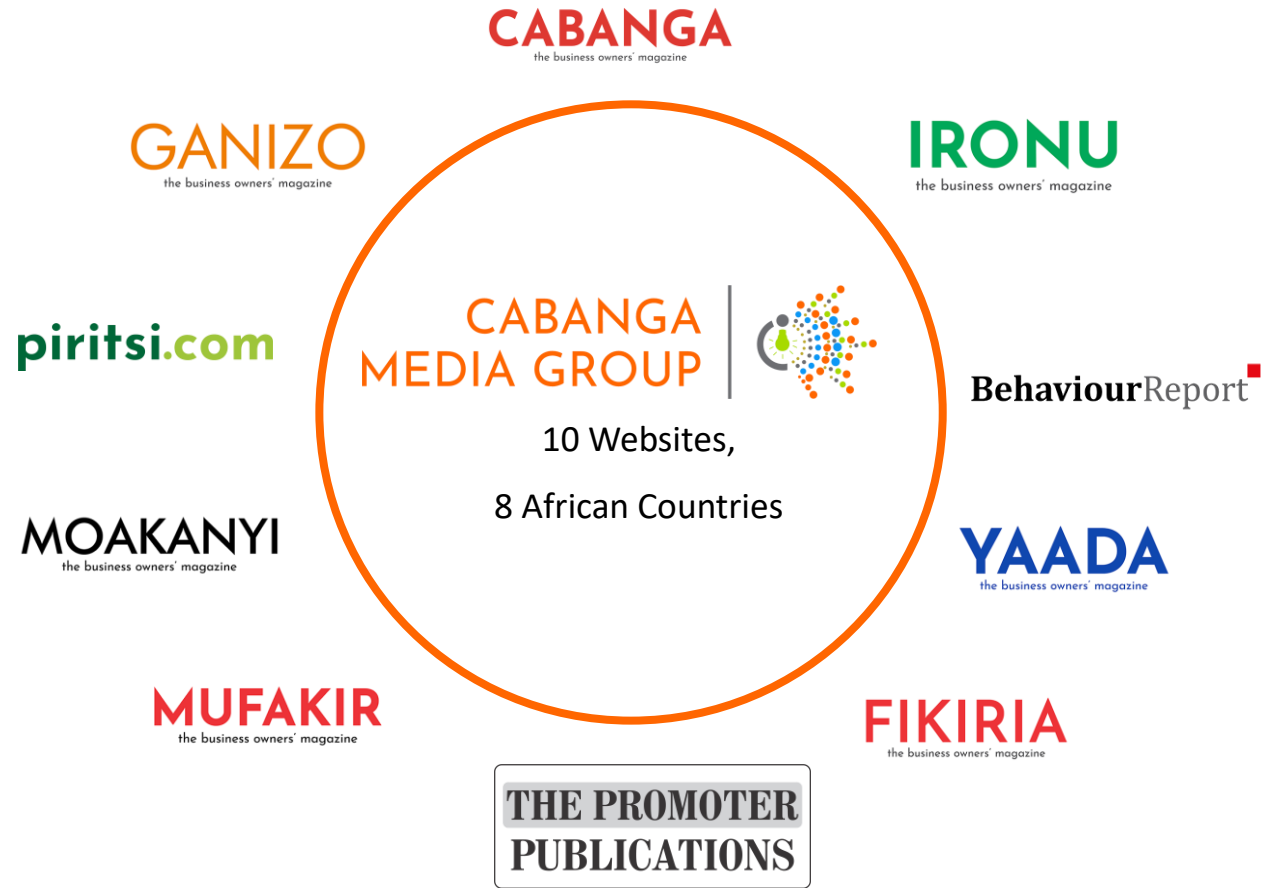 CABANGA
the business owners' magazine
GANIZO
the business owners' magazine
IRONU
the business owners' magazine
piritsi.com
CABANGA
MEDIA GROUP
10 Websites,
8 African Countries
BehaviourReport
MOAKANYI
the business owners' magazine
YAADA
the business owners' magazine
MUFAKIR
the business owners' magazine
FIKIRIA
the business owners' magazine
THE PROMOTER
PUBLICATIONS